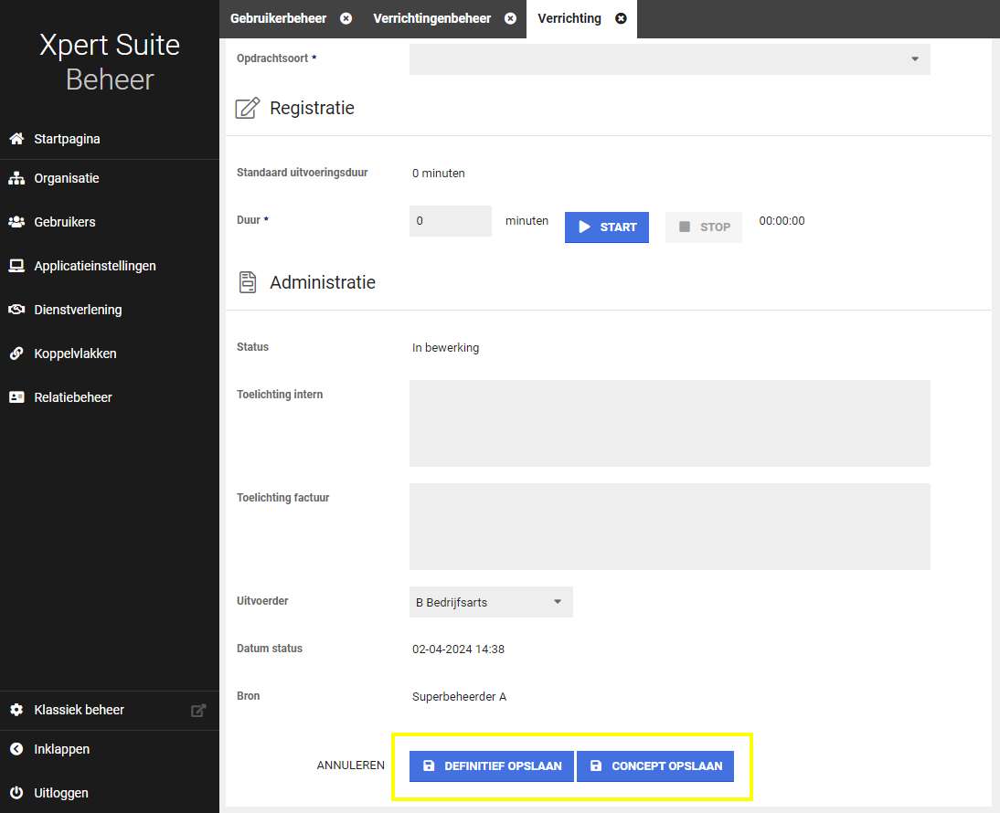 Xpert Suite
Beheer
Startpagina
Organisatie
Gebruikers
Applicatieinstellingen
Dienstverlening
Koppelvlakken
Relatiebeheer
Klassiek beheer
Inklappen
Uitloggen
Gebruikerbeheer Verrichtingenbeheer Verrichting
Opdrachtsoort *
Registratie
Standaard uitvoeringsduur 0 minuten
Duur * 0 minuten START STOP 00:00:00
Administratie
Status In bewerking
Toelichting intern
Toelichting factuur
Uitvoerder B Bedrijfsarts
Datum status 02-04-2024 14:38
Bron Superbeheerder A
ANNULEREN DEFINITIEF OPSLAAN CONCEPT OPSLAAN